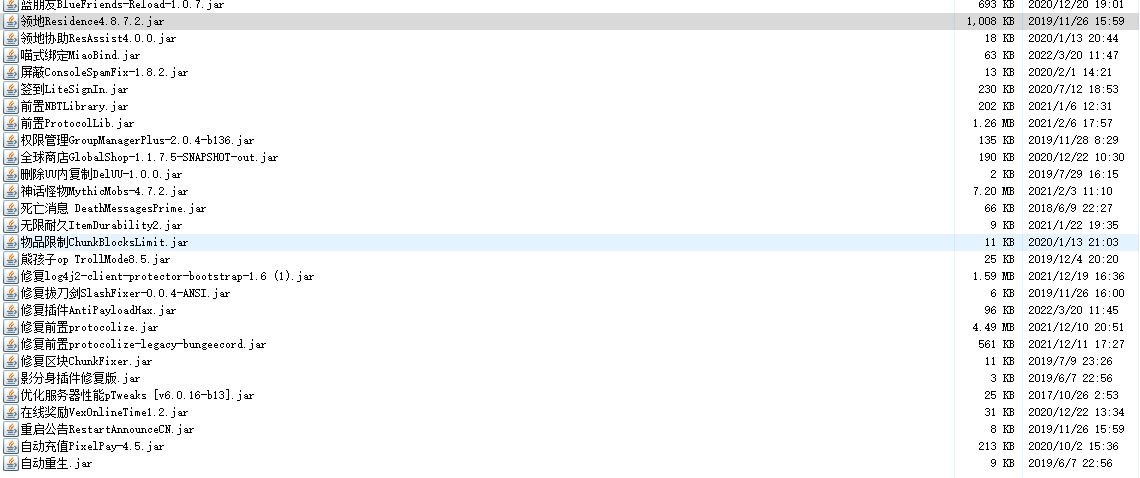 蓝朋友BlueFriends-Reload-1.0.7.jar 693 KB 2020/12/20 19:01
领地Residence4.8.7.2.jar 1,008 KB 2019/11/26 15:59
领地协助ResAssist4.0.0.jar 18 KB 2020/1/13 20:44
喵式绑定MiaoBind.jar 63 KB 2022/3/20 11:47
屏蔽ConsoleSpamFix-1.8.2.jar 13 KB 2020/2/1 14:21
签到LiteSignIn.jar 230 KB 2020/7/12 18:53
前置NBTLibrary.jar 202 KB 2021/1/6 12:31
前置ProtocolLib.jar 1.26 MB 2021/2/6 17:57
权限管理GroupManagerPlus-2.0.4-b136.jar 135 KB 2019/11/28 8:29
全球商店GlobalShop-1.1.7.5-SNAPSHOT-out.jar 190 KB 2020/12/22 10:30
删除UU内复制DelUU-1.0.0.jar 2 KB 2019/7/29 16:15
神话怪物MythicMobs-4.7.2.jar 7.20 MB 2021/2/3 11:10
死亡消息 DeathMessagesPrime.jar 66 KB 2018/6/9 22:27
无限耐久ItemDurability2.jar 9 KB 2021/1/22 19:35
物品限制ChunkBlocksLimit.jar 11 KB 2020/1/13 21:03
熊孩子op TrollMode8.5.jar 25 KB 2019/12/4 20:20
修复log4j2-client-protector-bootstrap-1.6 (1).jar 1.59 MB 2021/12/19 16:36
修复拔刀剑SlashFixer-0.0.4-ANSI.jar 6 KB 2019/11/26 16:00
修复插件AntiPayloadHax.jar 96 KB 2022/3/20 11:45
修复前置protocolize.jar 4.49 MB 2021/12/10 20:51
修复前置protocolize-legacy-bungeecord.jar 561 KB 2021/12/11 17:27
修复区块ChunkFixer.jar 11 KB 2019/7/9 23:26
影分身插件修复版.jar 3 KB 2019/6/7 22:56
优化服务器性能pTweaks [v6.0.16-b13].jar 25 KB 2017/10/26 2:53
在线奖励VexOnlineTime1.2.jar 31 KB 2020/12/22 13:34
重启公告RestartAnnounceCN.jar 8 KB 2019/11/26 15:59
自动充值PixelPay-4.5.jar 213 KB 2020/10/2 15:36
自动重生.jar 9 KB 2019/6/7 22:56